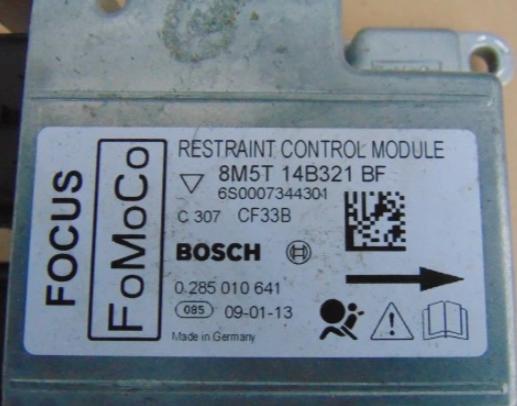 FOCUS
FoMoCo
RESTRAINT CONTROL MODULE
8M5T 14B321 BF
6S0007344301
C 307 CF33B
BOSCH
0 285 010 641
085 09-01-13
Made in Germany